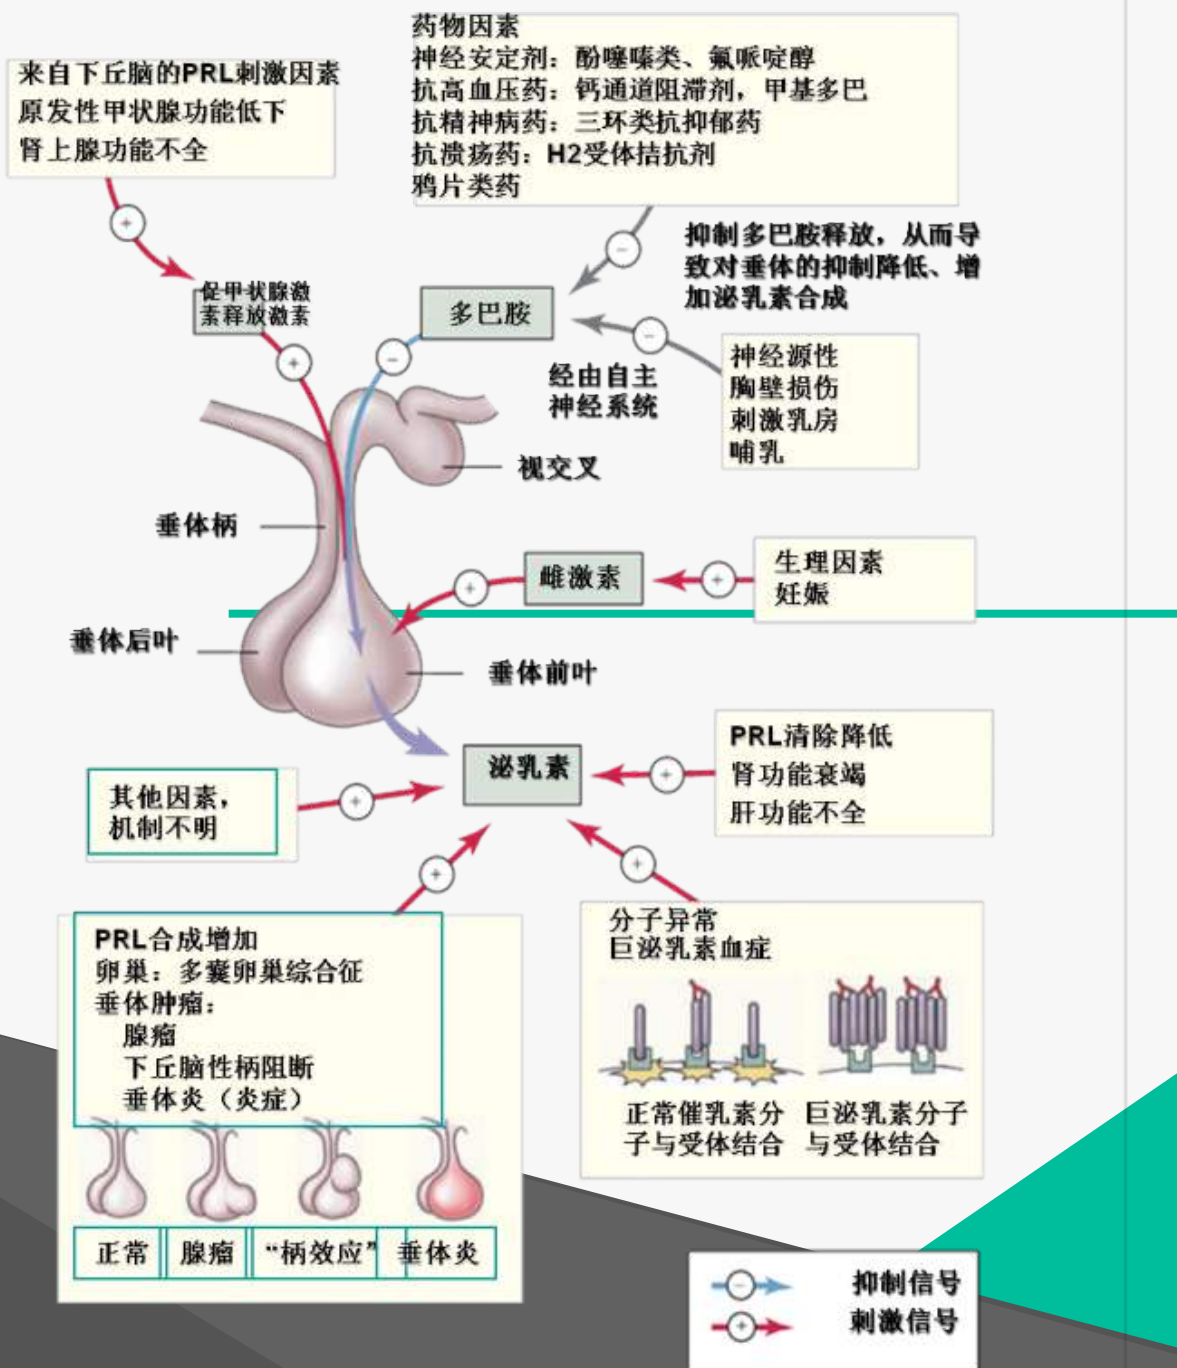 药物因素
神经安定剂：酚噻嗪类、氟哌啶醇
抗高血压药：钙通道阻滞剂，甲基多巴
抗精神病药：三环类抗抑郁药
抗溃疡药：H2受体拮抗剂
鸦片类药
来自下丘脑的PRL刺激因素
原发性甲状腺功能低下
肾上腺功能不全
+
−
抑制多巴胺释放，从而导
致对垂体的抑制降低、增
加泌乳素合成
促甲状腺激
素释放激素
多巴胺
+
−
−
神经源性
胸壁损伤
刺激乳房
哺乳
经由自主
神经系统
视交叉
垂体柄
雌激素
+
+
生理因素
妊娠
垂体后叶
垂体前叶
泌乳素
+
PRL清除降低
肾功能衰竭
肝功能不全
其他因素，
机制不明
+
+
+
PRL合成增加
卵巢：多囊卵巢综合征
垂体肿瘤：
腺瘤
下丘脑性柄阻断
垂体炎（炎症）
正常
腺瘤
“柄效应”
垂体炎
分子异常
巨泌乳素血症
正常催乳素分
子与受体结合
巨泌乳素分子
与受体结合
−
抑制信号
+
刺激信号